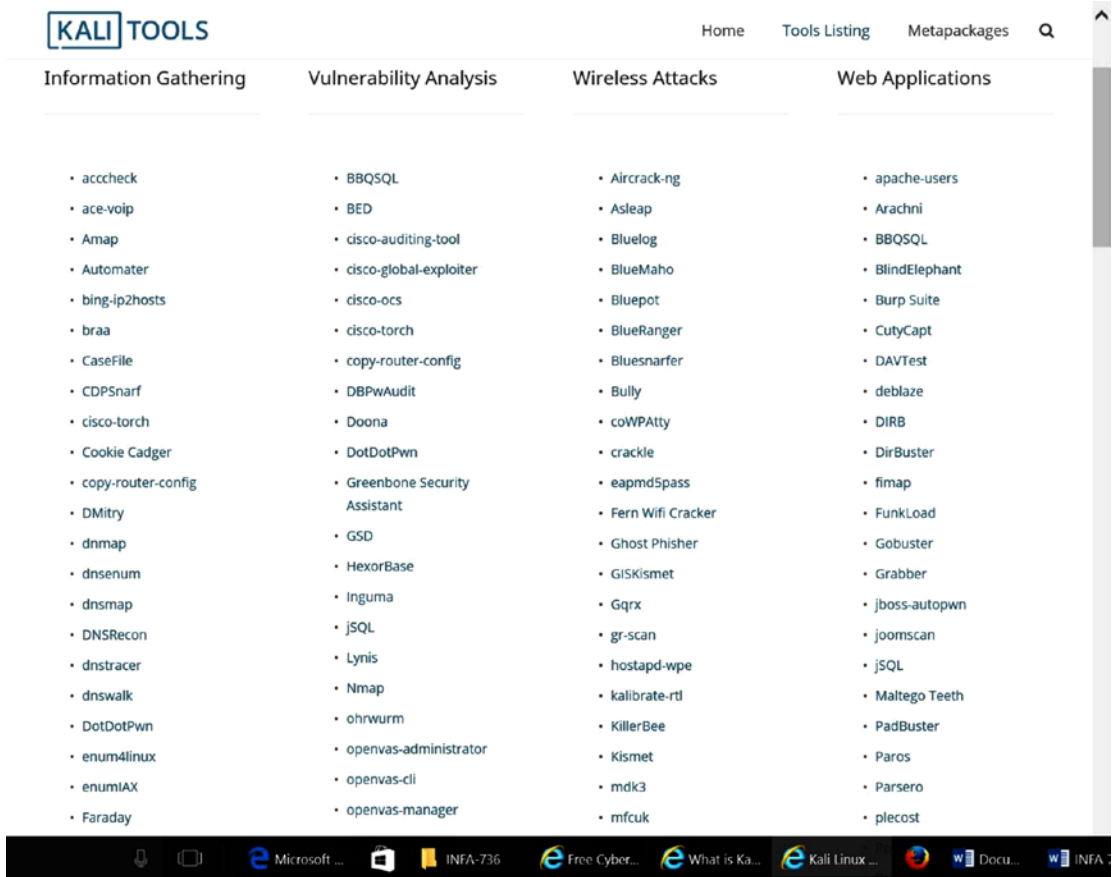 KALI TOOLS
Home Tools Listing Metapackages
Information Gathering
acccheck
ace-voip
Amap
Automater
bing-ip2hosts
braa
CaseFile
CDPSnarf
cisco-torch
Cookie Cadger
copy-router-config
DMitry
dnmap
dnsenum
dnsmap
DNSRecon
dnstracer
dnswalk
DotDotPwn
enum4linux
enumIAX
Faraday
Vulnerability Analysis
BBQSQL
BED
cisco-auditing-tool
cisco-global-exploiter
cisco-ocs
cisco-torch
copy-router-config
DBPwAudit
Doona
DotDotPwn
Greenbone Security
Assistant
GSD
HexorBase
Inguma
jSQL
Lynis
Nmap
ohrwurm
openvas-administrator
openvas-cli
openvas-manager
Wireless Attacks
Aircrack-ng
Asleap
Bluelog
BlueMaho
Bluepot
BlueRanger
Bluesnarfer
Bully
coWPAtty
crackle
eapmd5pass
Fern Wifi Cracker
Ghost Phisher
GISKismet
Gqrx
gr-scan
hostapd-wpe
kalibrate-rtl
KillerBee
Kismet
mdk3
mfcuk
Web Applications
apache-users
Arachni
BBQSQL
BlindElephant
Burp Suite
CutyCapt
DAVTest
deblaze
DIRB
DirBuster
fimap
FunkLoad
Gobuster
Grabber
jboss-autopwn
joomscan
jSQL
Maltego Teeth
PadBuster
Paros
Parsero
plecost
Microsoft ... INFA-736 Free Cyber... What is Ka... Kali Linux ... Docu... INFA